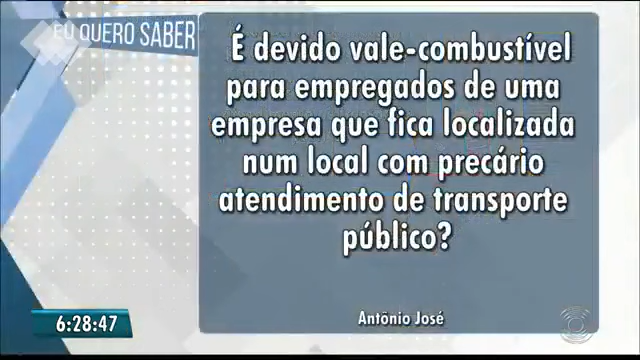 EU QUERO SABER
É devido vale-combustível
para empregados de uma
empresa que fica localizada
num local com precário
atendimento de transporte
público?
Antônio José
6:28:47